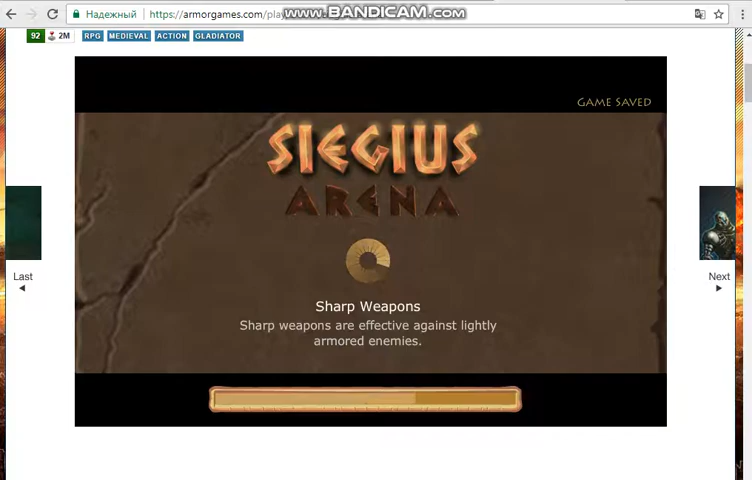 Надежный
https://armorgames.com/play
www.BANDICAM.com
92
2M
RPG
MEDIEVAL
ACTION
GLADIATOR
GAME SAVED
SIEGIUS
ARENA
Last
Next
Sharp Weapons
Sharp weapons are effective against lightly
armored enemies.